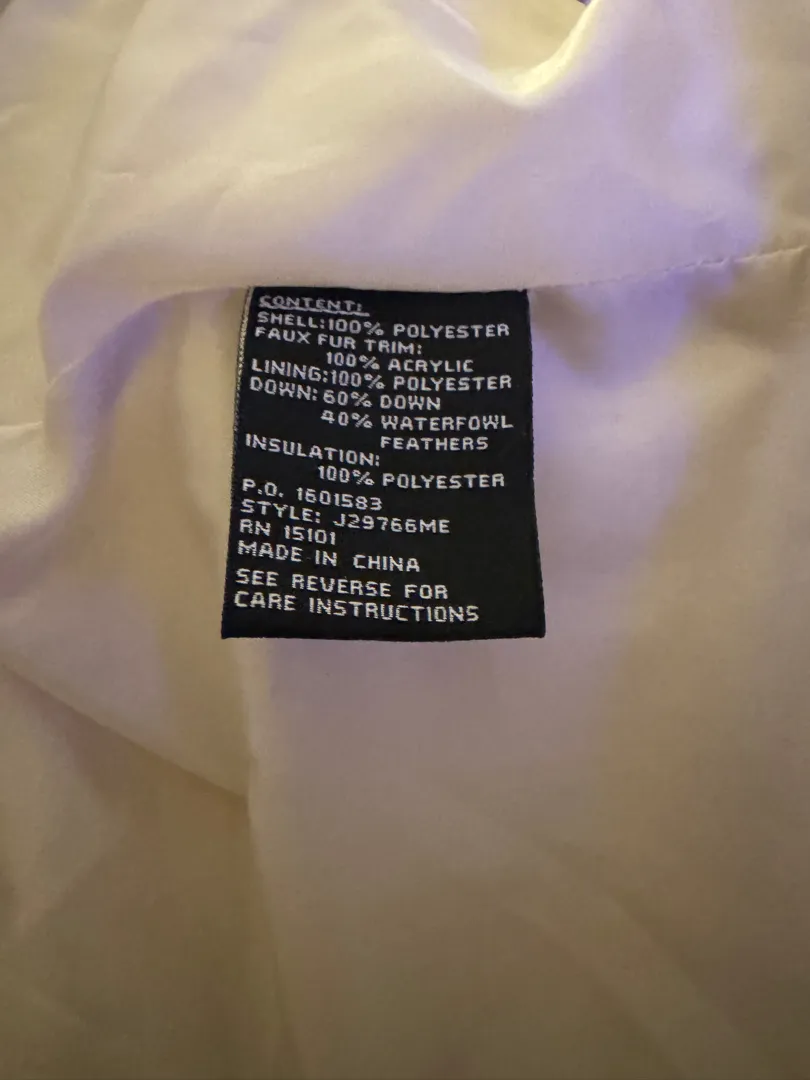 CONTENT:
SHELL:100% POLYESTER
FAUX FUR TRIM:
100% ACRYLIC
LINING:100% POLYESTER
DOWN: 60% DOWN
40% WATERFOWL
FEATHERS
INSULATION:
100% POLYESTER
P.O. 1601583
STYLE: J29766ME
RN 15101
MADE IN CHINA
SEE REVERSE FOR
CARE INSTRUCTIONS